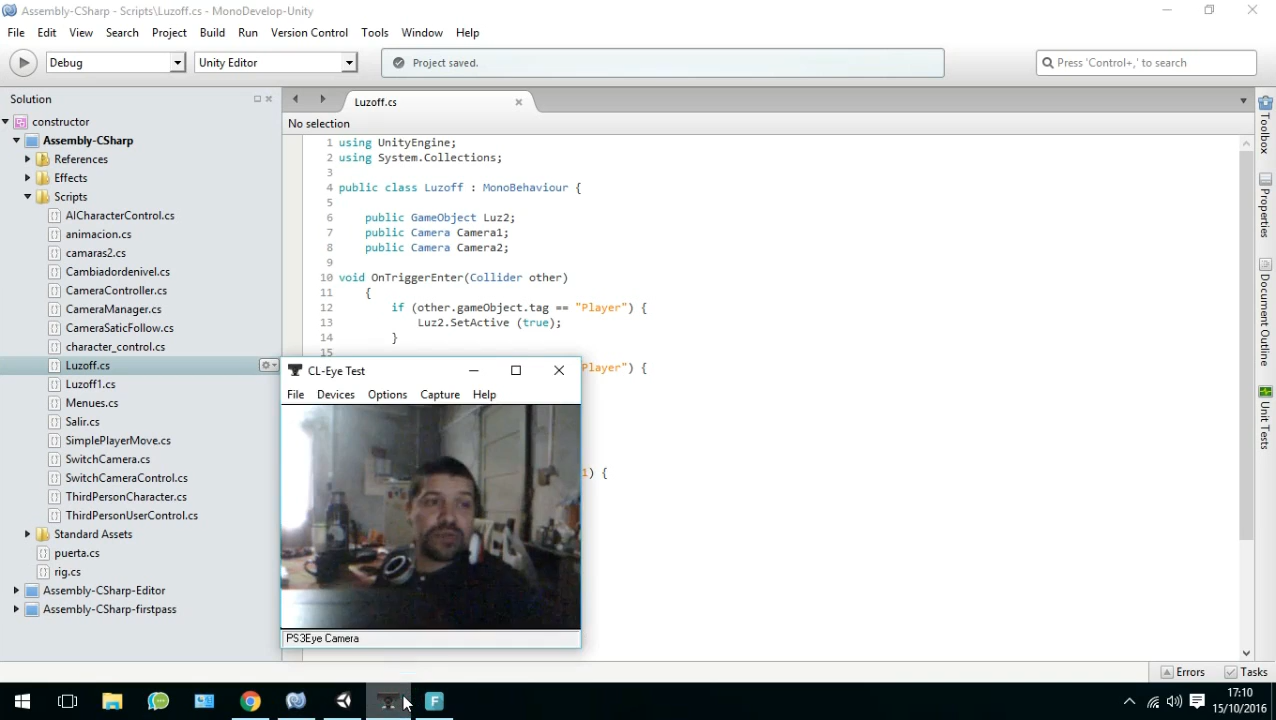 Assembly-CSharp - Scripts\Luzoff.cs - MonoDevelop-Unity
File Edit View Search Project Build Run Version Control Tools Window Help
Debug Unity Editor Project saved. Press 'Control+,' to search
Solution
constructor
Assembly-CSharp
References
Effects
Scripts
AICharacterControl.cs
animacion.cs
camaras2.cs
Cambiadordenivel.cs
CameraController.cs
CameraManager.cs
CameraSaticFollow.cs
character_control.cs
Luzoff.cs
Luzoff1.cs
Menues.cs
Salir.cs
SimplePlayerMove.cs
SwitchCamera.cs
SwitchCameraControl.cs
ThirdPersonCharacter.cs
ThirdPersonUserControl.cs
Standard Assets
puerta.cs
rig.cs
Assembly-CSharp-Editor
Assembly-CSharp-firstpass
Luzoff.cs
No selection
1 using UnityEngine;
2 using System.Collections;
3
4 public class Luzoff : MonoBehaviour {
5
6 public GameObject Luz2;
7 public Camera Camera1;
8 public Camera Camera2;
9
10 void OnTriggerEnter(Collider other)
11 {
12 if (other.gameObject.tag == "Player") {
13 Luz2.SetActive (true);
14 }
15
Player") {
1) {
CL-Eye Test
File Devices Options Capture Help
PS3Eye Camera
Toolbox
Properties
Document Outline
Unit Tests
Errors Tasks
F
17:10
15/10/2016